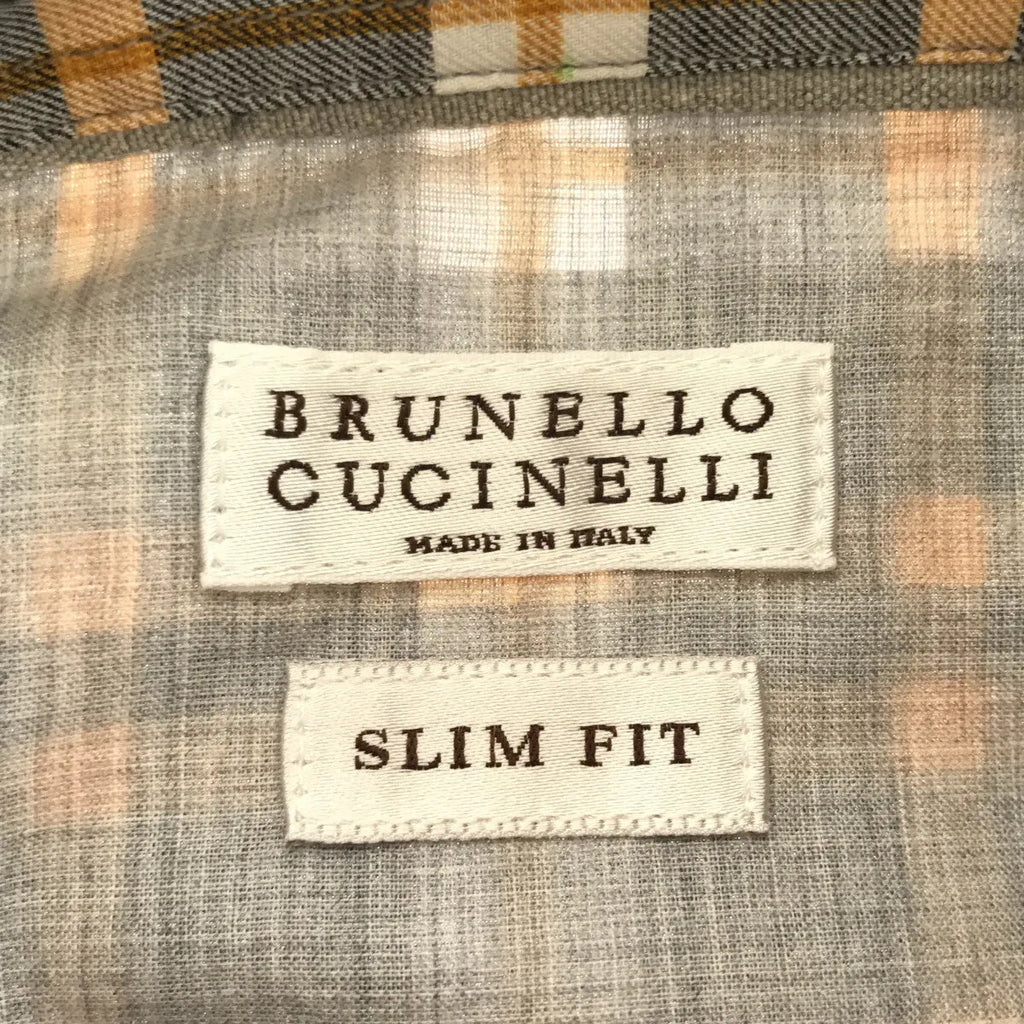 BRUNELLO
CUCINELLI
MADE IN ITALY
SLIM FIT